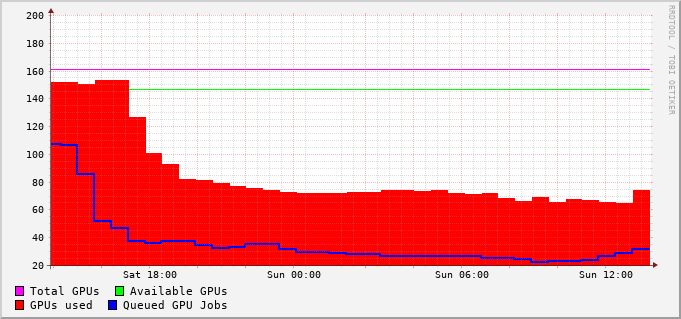 RRDTOOL / TOBI OETIKER
200
180
160
140
120
100
80
60
40
20
Sat 18:00 Sun 00:00 Sun 06:00 Sun 12:00
Total GPUs Available GPUs
GPUs used Queued GPU Jobs